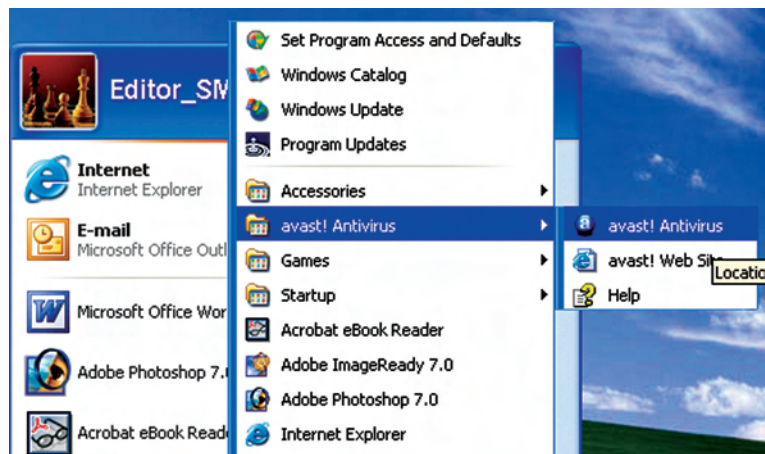 Editor_SM
Internet
Internet Explorer
E-mail
Microsoft Office Outl
Microsoft Office Wor
Adobe Photoshop 7.
Acrobat eBook Read
Set Program Access and Defaults
Windows Catalog
Windows Update
Program Updates
Accessories
avast! Antivirus
Games
Startup
Acrobat eBook Reader
Adobe ImageReady 7.0
Adobe Photoshop 7.0
Internet Explorer
avast! Antivirus
avast! Web Site
Locatio
Help